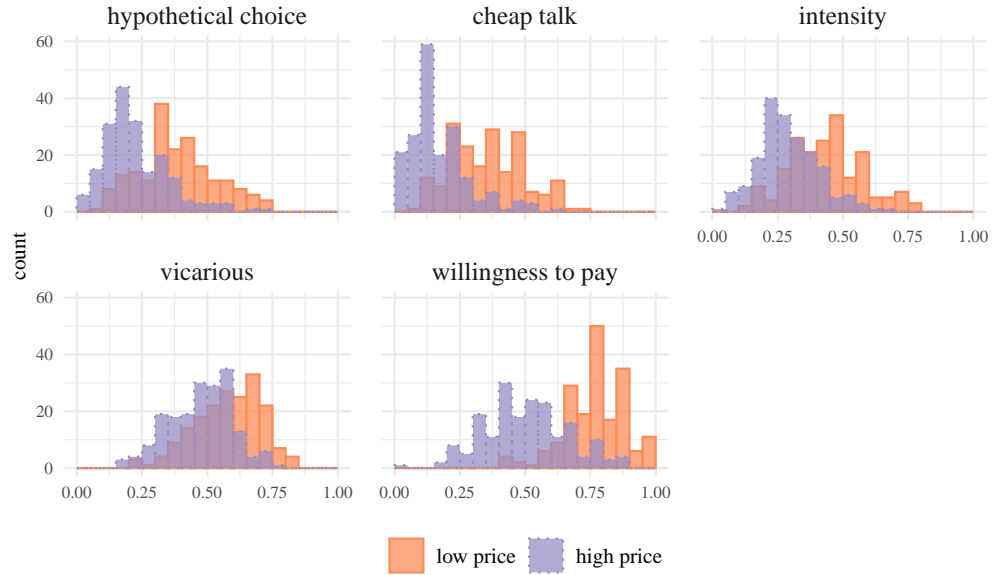 hypothetical choice cheap talk intensity
60
40
20
0
0.00 0.25 0.50 0.75 1.00
count
vicarious willingness to pay
60
40
20
0
0.00 0.25 0.50 0.75 1.00 0.00 0.25 0.50 0.75 1.00
low price high price